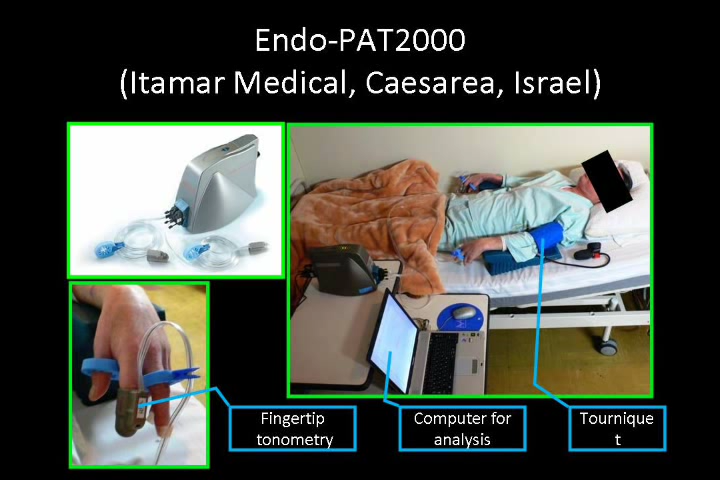 Endo-PAT2000
(Itamar Medical, Caesarea, Israel)
Fingertip
tonometry
Computer for
analysis
Tournique
t